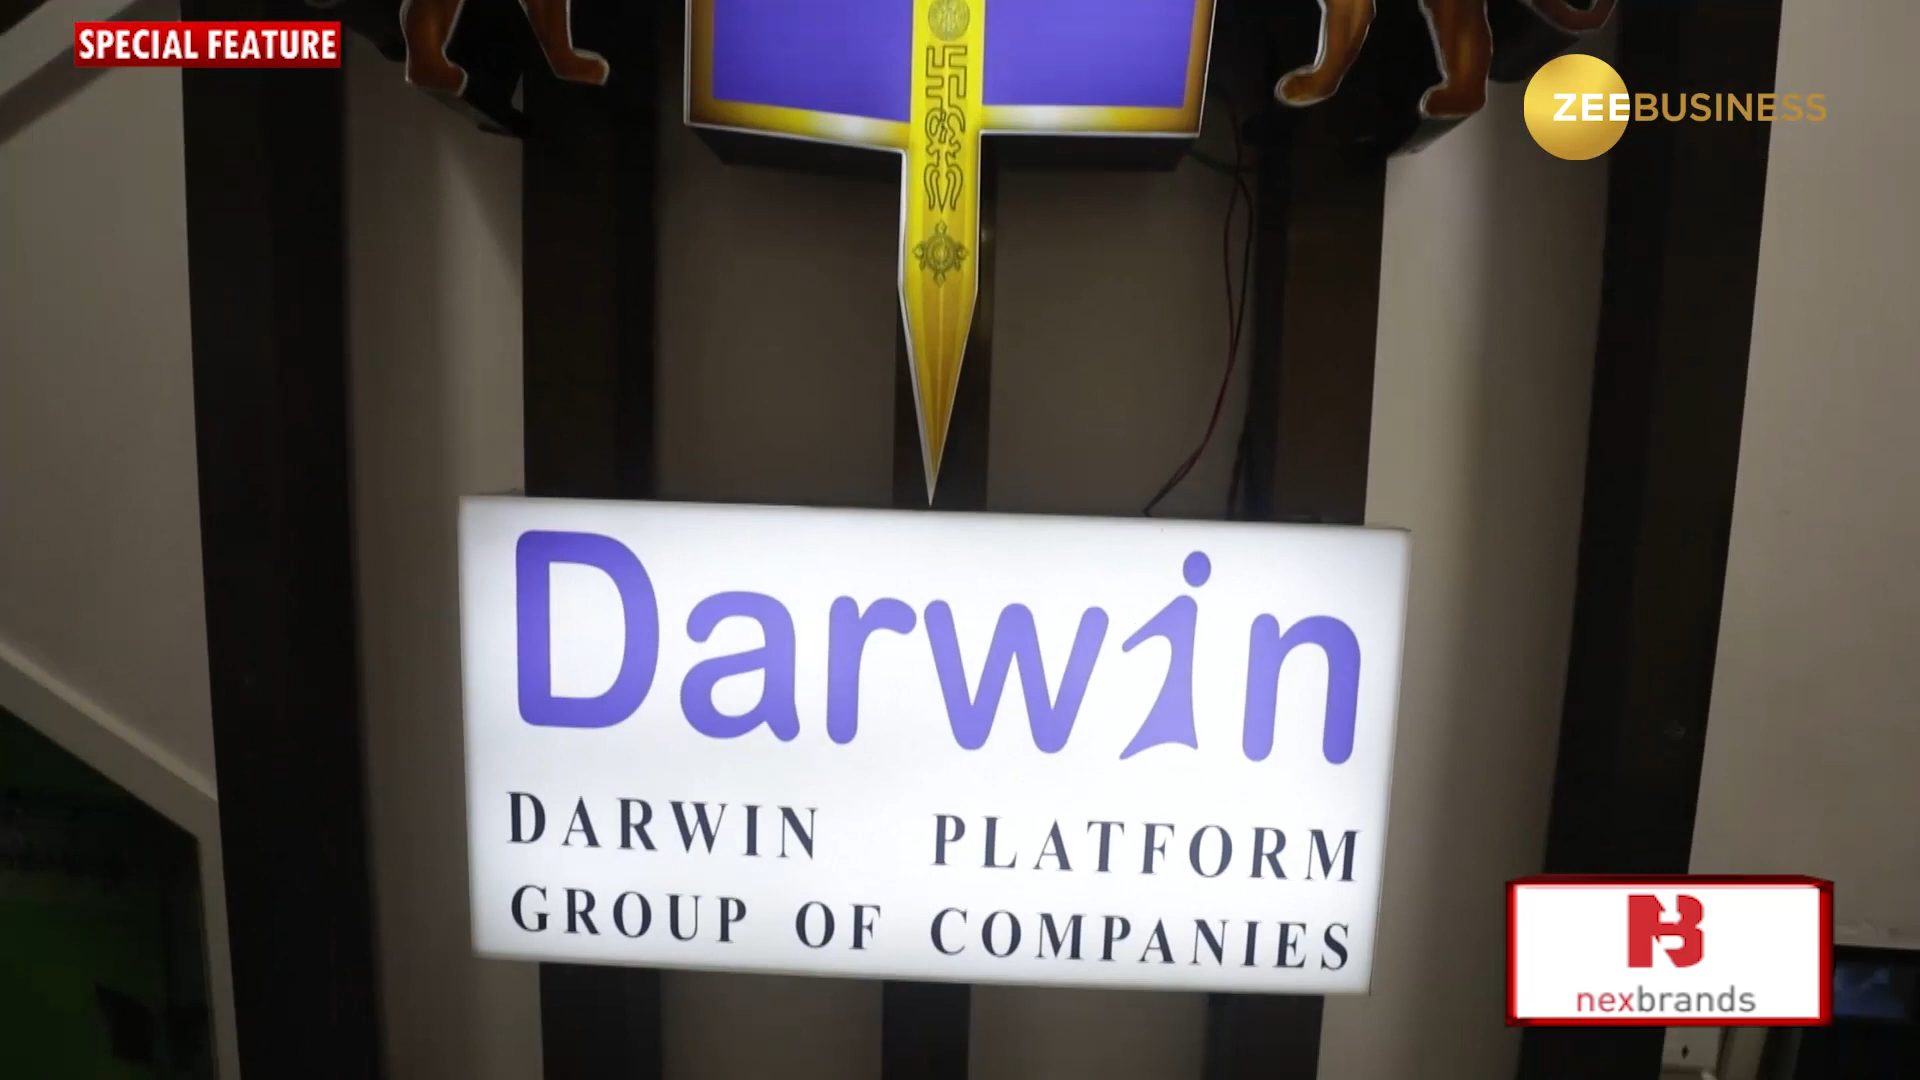 SPECIAL FEATURE
ZEEBUSINESS
Darwin
DARWIN PLATFORM
GROUP OF COMPANIES
nexbrands